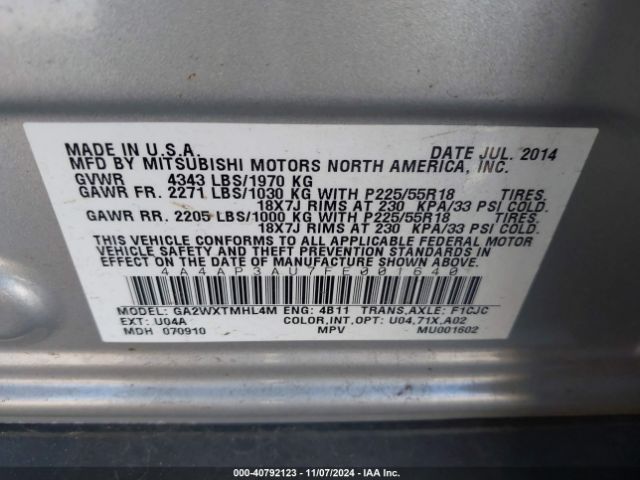 MADE IN U.S.A. DATE JUL. 2014
MFD BY MITSUBISHI MOTORS NORTH AMERICA, INC.
GVWR 4343 LBS/1970 KG
GAWR FR. 2271 LBS/1030 KG WITH P225/55R18 TIRES.
18X7J RIMS AT 230 KPA/33 PSI COLD.
GAWR RR. 2205 LBS/1000 KG WITH P225/55R18 TIRES.
18X7J RIMS AT 230 KPA/33 PSI COLD.
THIS VEHICLE CONFORMS TO ALL APPLICABLE FEDERAL MOTOR
VEHICLE SAFETY AND THEFT PREVENTION STANDARDS IN
EFFECT ON THE DATE OF MANUFACTURE SHOWN ABOVE.
4A4AP3AU7FE001640
MODEL: GA2WXTMHL4M ENG: 4B11 TRANS,AXLE: F1CJC
EXT: U04A COLOR,INT,OPT: U04,71X,A02
MDH 070910 MPV MU001602
000-40792123 - 11/07/2024 - IAA Inc.